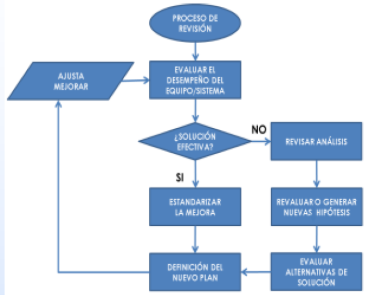 PROCESO DE
REVISIÓN
AJUSTA
MEJORAR
EVALUAR EL
DESEMPEÑO DEL
EQUIPO/SISTEMA
¿SOLUCIÓN
EFECTIVA?
NO
REVISAR ANÁLISIS
SI
ESTANDARIZAR
LA MEJORA
REVALUAR O GENERAR
NUEVAS HIPÓTESIS
DEFINICIÓN DEL
NUEVO PLAN
EVALUAR
ALTERNATIVAS DE
SOLUCIÓN